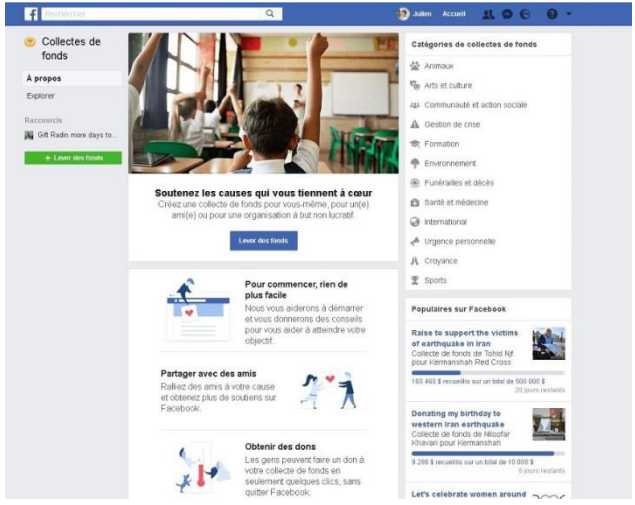 f
Rechercher
Julien Accueil
Collectes de
fonds
À propos
Explorer
Raccourcis
Gift Radin more days to...
+ Lever des fonds
Soutenez les causes qui vous tiennent à cœur
Créez une collecte de fonds pour vous-même, pour un(e)
ami(e) ou pour une organisation à but non lucratif.
Lever des fonds
Pour commencer, rien de
plus facile
Nous vous aiderons à démarrer
et vous donnerons des conseils
pour vous aider à atteindre votre
objectif.
Partager avec des amis
Ralliez des amis à votre cause
et obtenez plus de soutiens sur
Facebook.
Obtenir des dons
Les gens peuvent faire un don à
votre collecte de fonds en
seulement quelques clics, sans
quitter Facebook.
Catégories de collectes de fonds
Animaux
Arts et culture
Communauté et action sociale
Gestion de crise
Formation
Environnement
Funérailles et décès
Santé et médecine
International
Urgence personnelle
Croyance
Sports
Populaires sur Facebook
Raise to support the victims
of earthquake in Iran
Collecte de fonds de Tohid Njf
pour Kermanshah Red Cross
160 460 $ recueillis sur un total de 500 000 $
29 jours restants
Donating my birthday to
western Iran earthquake
Collecte de fonds de Niloofar
Khavari pour Kermanshah
9 286 $ recueillis sur un total de 10 000 $
8 jours restants
Let's celebrate women around